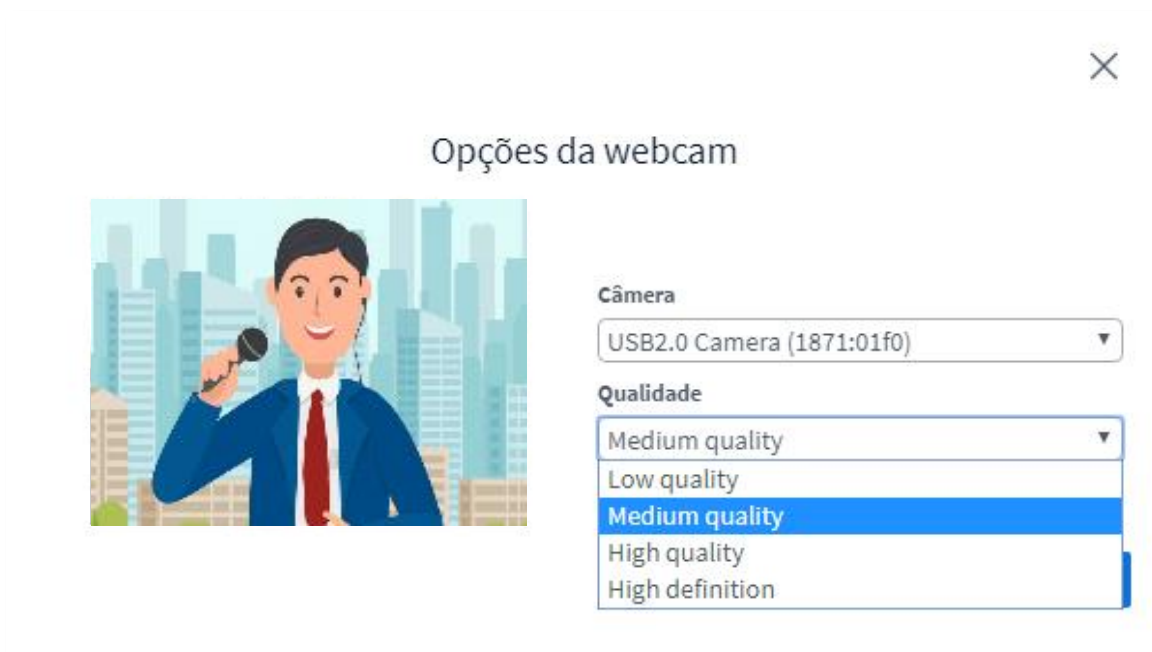 Opções da webcam
Câmera
USB2.0 Camera (1871:01f0)
Qualidade
Medium quality
Low quality
Medium quality
High quality
High definition